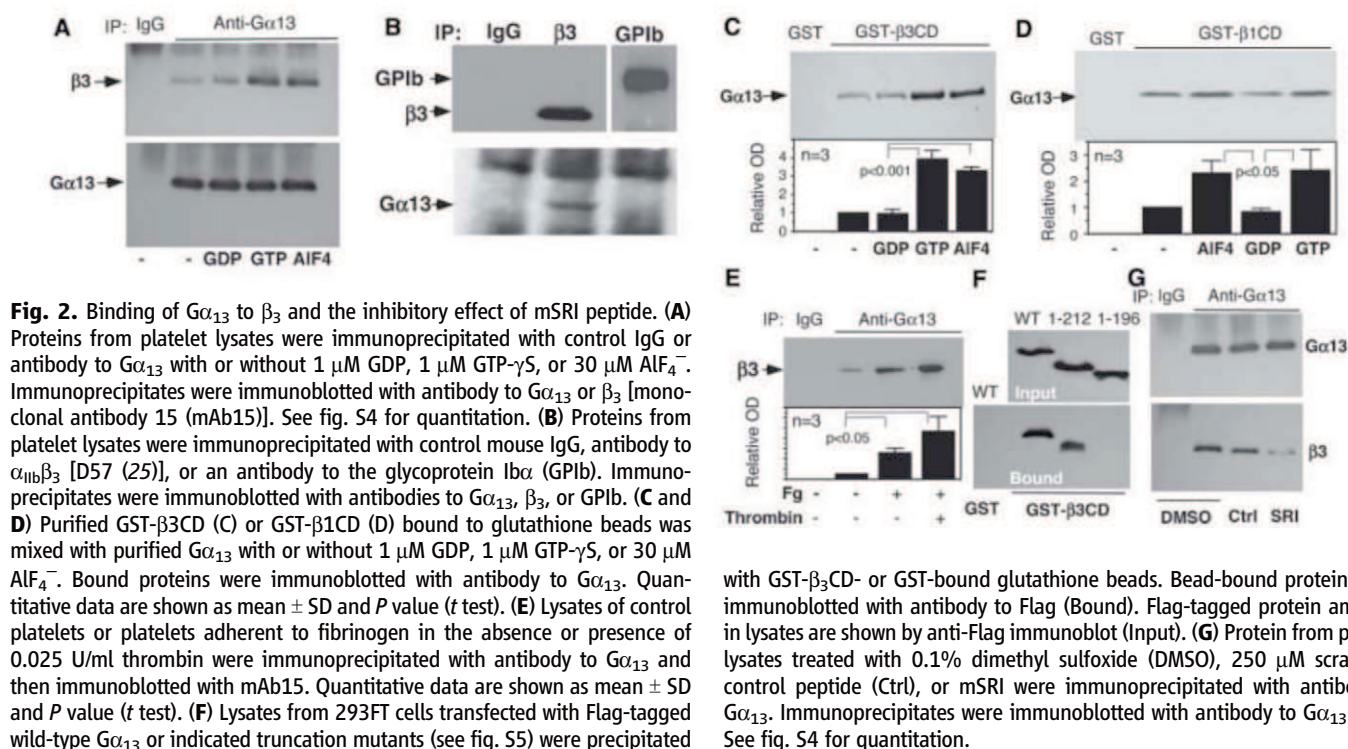 A
IP: IgG Anti-Gα13
β3
Gα13
- - GDP GTP AlF4
B
IP: IgG β3 GPIb
GPIb
β3
Gα13
C
GST GST-β3CD
Gα13
n=3
p<0.001
Relative OD
4
3
2
1
0
- - GDP GTP AlF4
D
GST GST-β1CD
Gα13
n=3
p<0.05
Relative OD
3
2
1
0
- - AlF4 GDP GTP
E
IP: IgG Anti-Gα13
β3
n=3
p<0.05
Relative OD
Fg - - + +
Thrombin - - - +
F
WT 1-212 1-196
Input
WT
Bound
GST GST-β3CD
G
IP: IgG Anti-Gα13
Gα13
β3
DMSO Ctrl SRI
Fig. 2. Binding of Gα13 to β3 and the inhibitory effect of mSRI peptide. (A)
Proteins from platelet lysates were immunoprecipitated with control IgG or
antibody to Gα13 with or without 1 μM GDP, 1 μM GTP-γS, or 30 μM AlF4−.
Immunoprecipitates were immunoblotted with antibody to Gα13 or β3 [mono-
clonal antibody 15 (mAb15)]. See fig. S4 for quantitation. (B) Proteins from
platelet lysates were immunoprecipitated with control mouse IgG, antibody to
αIIbβ3 [D57 (25)], or an antibody to the glycoprotein Ibα (GPIb). Immuno-
precipitates were immunoblotted with antibodies to Gα13, β3, or GPIb. (C and
D) Purified GST-β3CD (C) or GST-β1CD (D) bound to glutathione beads was
mixed with purified Gα13 with or without 1 μM GDP, 1 μM GTP-γS, or 30 μM
AlF4−. Bound proteins were immunoblotted with antibody to Gα13. Quan-
titative data are shown as mean ± SD and P value (t test). (E) Lysates of control
platelets or platelets adherent to fibrinogen in the absence or presence of
0.025 U/ml thrombin were immunoprecipitated with antibody to Gα13 and
then immunoblotted with mAb15. Quantitative data are shown as mean ± SD
and P value (t test). (F) Lysates from 293FT cells transfected with Flag-tagged
wild-type Gα13 or indicated truncation mutants (see fig. S5) were precipitated
with GST-β3CD- or GST-bound glutathione beads. Bead-bound protein
immunoblotted with antibody to Flag (Bound). Flag-tagged protein an
in lysates are shown by anti-Flag immunoblot (Input). (G) Protein from p
lysates treated with 0.1% dimethyl sulfoxide (DMSO), 250 μM scra
control peptide (Ctrl), or mSRI were immunoprecipitated with antibo
Gα13. Immunoprecipitates were immunoblotted with antibody to Gα13
See fig. S4 for quantitation.